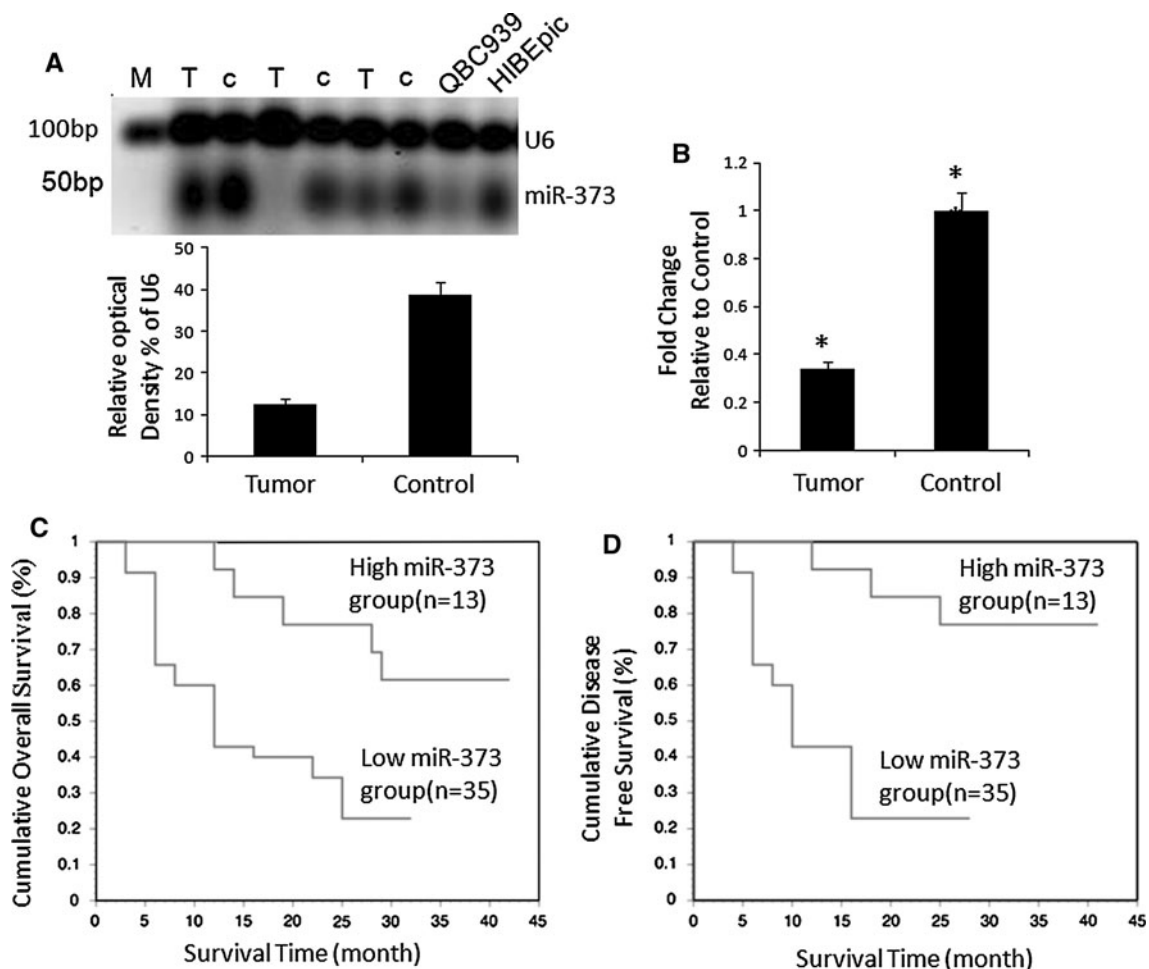 A
M T c T c T c QBC939 HIBEpic
100bp
U6
50bp
miR-373
Relative optical
Density % of U6
50
40
30
20
10
0
Tumor
Control
B
Fold Change
Relative to Control
1.2
1
0.8
0.6
0.4
0.2
0
*
*
Tumor
Control
C
Cumulative Overall Survival (%)
1
0.9
0.8
0.7
0.6
0.5
0.4
0.3
0.2
0.1
0
High miR-373
group(n=13)
Low miR-373
group(n=35)
0 5 10 15 20 25 30 35 40 45
Survival Time (month)
D
Cumulative Disease
Free Survival (%)
1
0.9
0.8
0.7
0.6
0.5
0.4
0.3
0.2
0.1
0
High miR-373
group(n=13)
Low miR-373
group(n=35)
0 5 10 15 20 25 30 35 40 45
Survival Time (month)